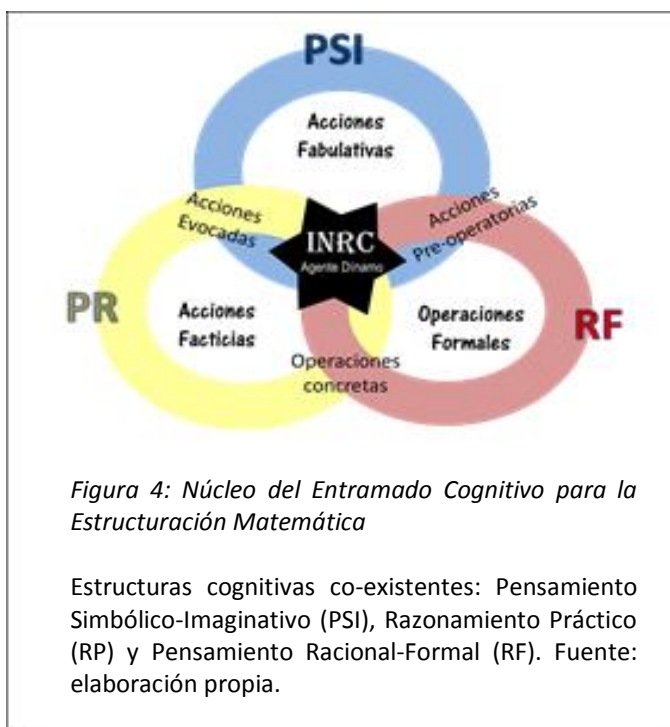 PSI
Acciones
Fabulativas
Acciones
Evocadas
Acciones
Pre-operatorias
INRC
Agente Dínamo
PR
Acciones
Facticias
Operaciones
Formales
RF
Operaciones
concretas
Figura 4: Núcleo del Entramado Cognitivo para la
Estructuración Matemática
Estructuras cognitivas co-existentes: Pensamiento
Simbólico-Imaginativo (PSI), Razonamiento Práctico
(RP) y Pensamiento Racional-Formal (RF). Fuente:
elaboración propia.